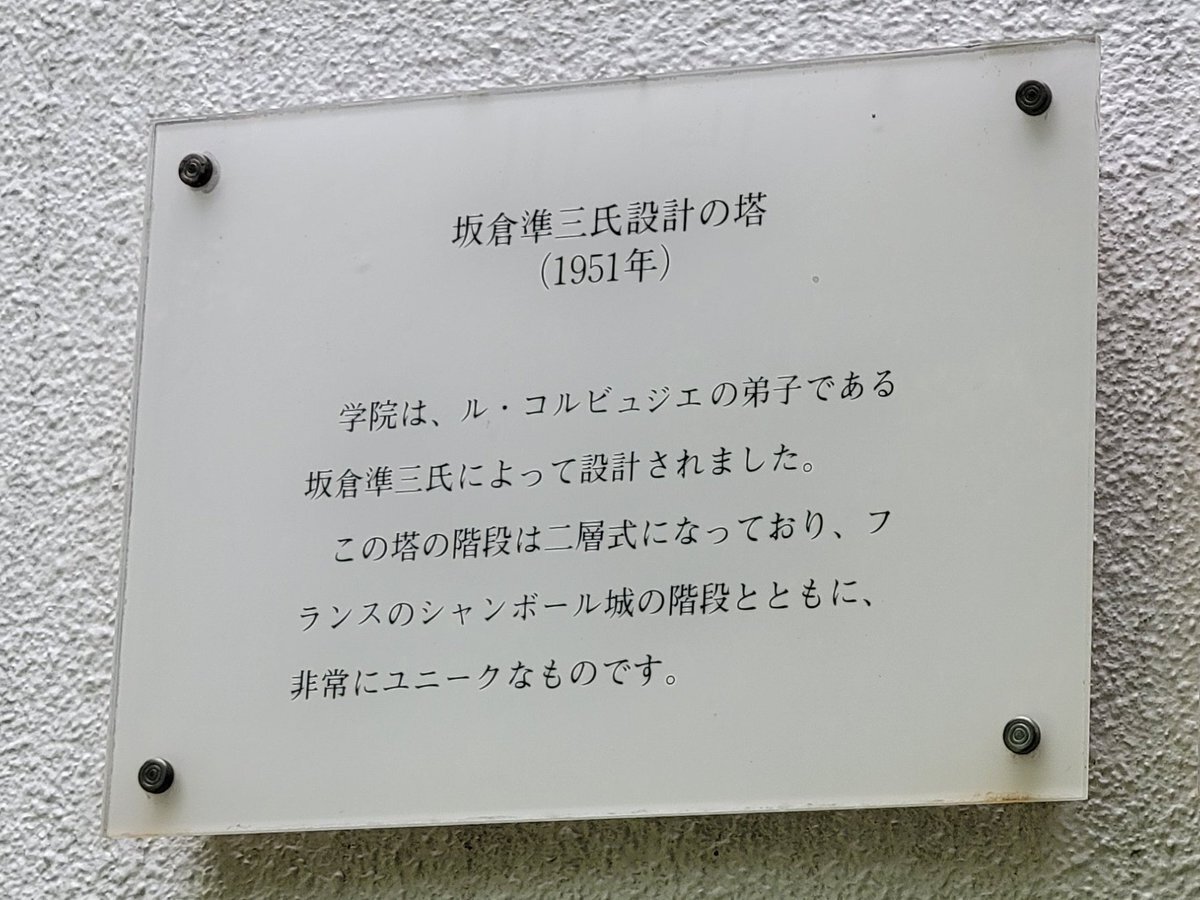 坂倉準三氏設計の塔
(1951年)
学院は、ル・コルビュジエの弟子である
坂倉準三氏によって設計されました。
この塔の階段は二層式になっており、フ
ランスのシャンボール城の階段とともに、
非常にユニークなものです。